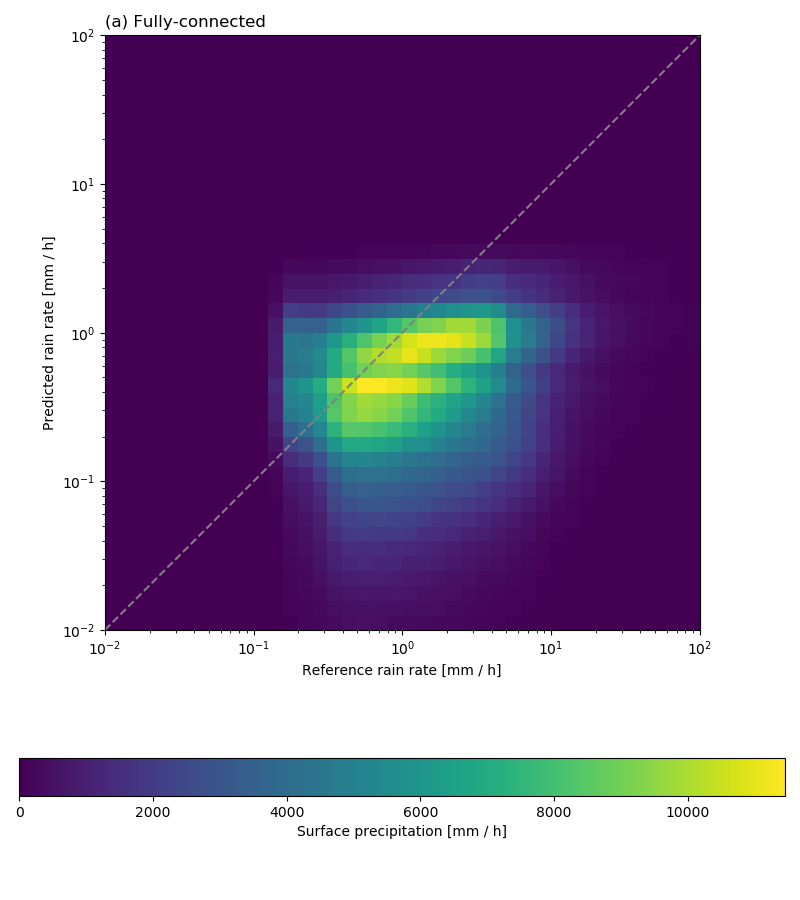 (a) Fully-connected
10²
10¹
10⁰
10⁻¹
10⁻²
Predicted rain rate [mm / h]
10⁻² 10⁻¹ 10⁰ 10¹ 10²
Reference rain rate [mm / h]
0 2000 4000 6000 8000 10000
Surface precipitation [mm / h]